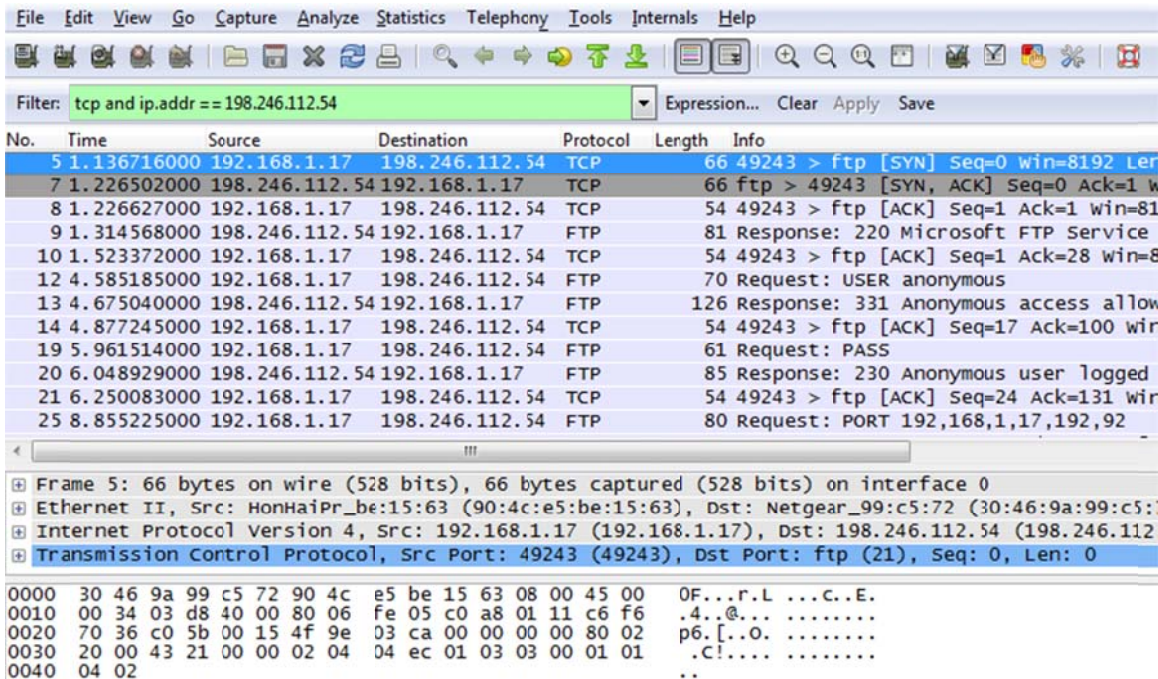 File Edit View Go Capture Analyze Statistics Telephony Tools Internals Help
Filter: tcp and ip.addr == 198.246.112.54 Expression... Clear Apply Save
No. Time Source Destination Protocol Length Info
5 1.136716000 192.168.1.17 198.246.112.54 TCP 66 49243 > ftp [SYN] Seq=0 Win=8192 Len
7 1.226502000 198.246.112.54 192.168.1.17 TCP 66 ftp > 49243 [SYN, ACK] Seq=0 Ack=1 W
8 1.226627000 192.168.1.17 198.246.112.54 TCP 54 49243 > ftp [ACK] Seq=1 Ack=1 Win=81
9 1.314568000 198.246.112.54 192.168.1.17 FTP 81 Response: 220 Microsoft FTP Service
10 1.523372000 192.168.1.17 198.246.112.54 TCP 54 49243 > ftp [ACK] Seq=1 Ack=28 Win=8
12 4.585185000 192.168.1.17 198.246.112.54 FTP 70 Request: USER anonymous
13 4.675040000 198.246.112.54 192.168.1.17 FTP 126 Response: 331 Anonymous access allow
14 4.877245000 192.168.1.17 198.246.112.54 TCP 54 49243 > ftp [ACK] Seq=17 Ack=100 Win
19 5.961514000 192.168.1.17 198.246.112.54 FTP 61 Request: PASS
20 6.048929000 198.246.112.54 192.168.1.17 FTP 85 Response: 230 Anonymous user logged
21 6.250083000 192.168.1.17 198.246.112.54 TCP 54 49243 > ftp [ACK] Seq=24 Ack=131 Win
25 8.855225000 192.168.1.17 198.246.112.54 FTP 80 Request: PORT 192,168,1,17,192,92
Frame 5: 66 bytes on wire (528 bits), 66 bytes captured (528 bits) on interface 0
Ethernet II, Src: HonHaiPr_be:15:63 (90:4c:e5:be:15:63), Dst: Netgear_99:c5:72 (30:46:9a:99:c5:
Internet Protocol Version 4, Src: 192.168.1.17 (192.168.1.17), Dst: 198.246.112.54 (198.246.112
Transmission Control Protocol, Src Port: 49243 (49243), Dst Port: ftp (21), Seq: 0, Len: 0
0000 30 46 9a 99 c5 72 90 4c e5 be 15 63 08 00 45 00 0F...r.L ...c..E.
0010 00 34 03 d8 40 00 80 06 fe 05 c0 a8 01 11 c6 f6 .4..@... ........
0020 70 36 c0 5b 00 15 4f 9e 03 ca 00 00 00 00 80 02 p6.[..O. ........
0030 20 00 43 21 00 00 02 04 04 ec 01 03 03 00 01 01 .C!.... ........
0040 04 02 ..